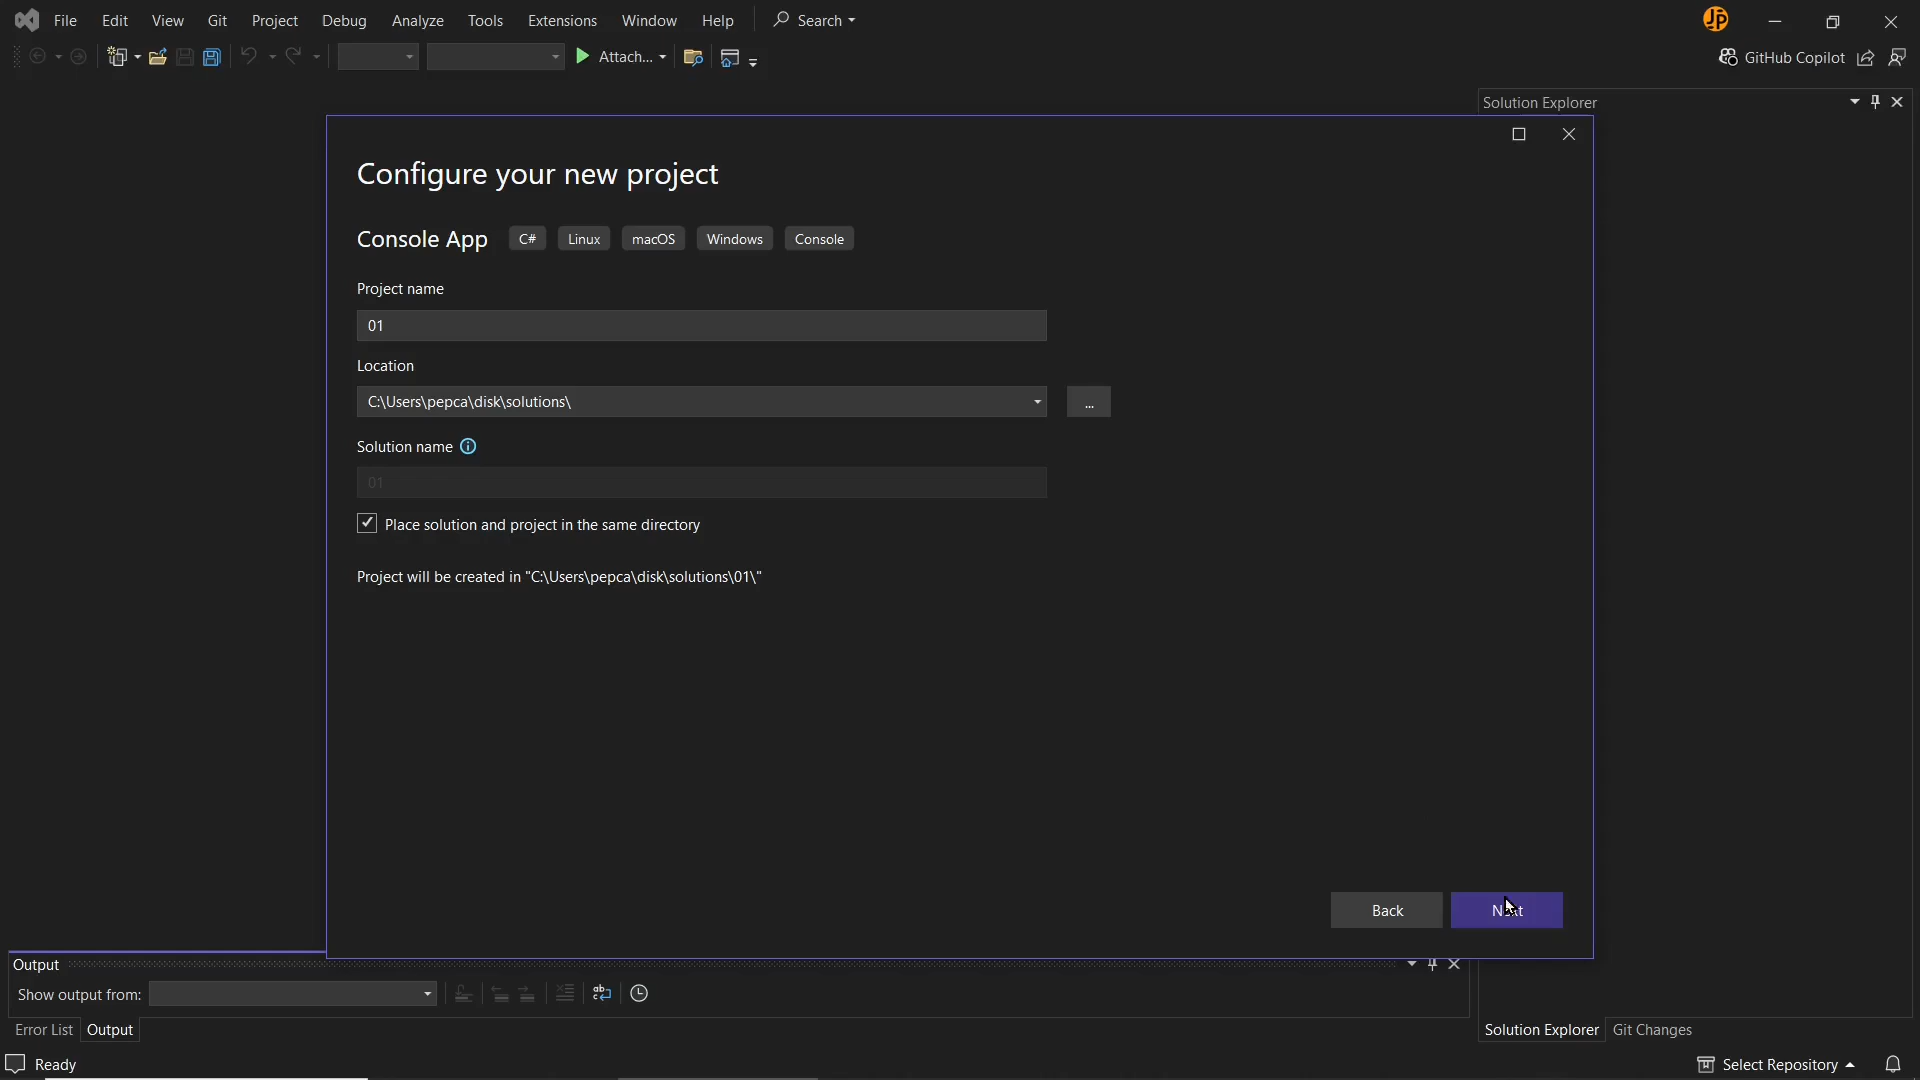 File Edit View Git Project Debug Analyze Tools Extensions Window Help Search
JP
Attach...
GitHub Copilot
Solution Explorer
Configure your new project
Console App C# Linux macOS Windows Console
Project name
01
Location
C:\Users\pepca\disk\solutions\
...
Solution name
01
Place solution and project in the same directory
Project will be created in "C:\Users\pepca\disk\solutions\01\"
Back Next
Output
Show output from:
Error List Output
Solution Explorer Git Changes
Ready
Select Repository